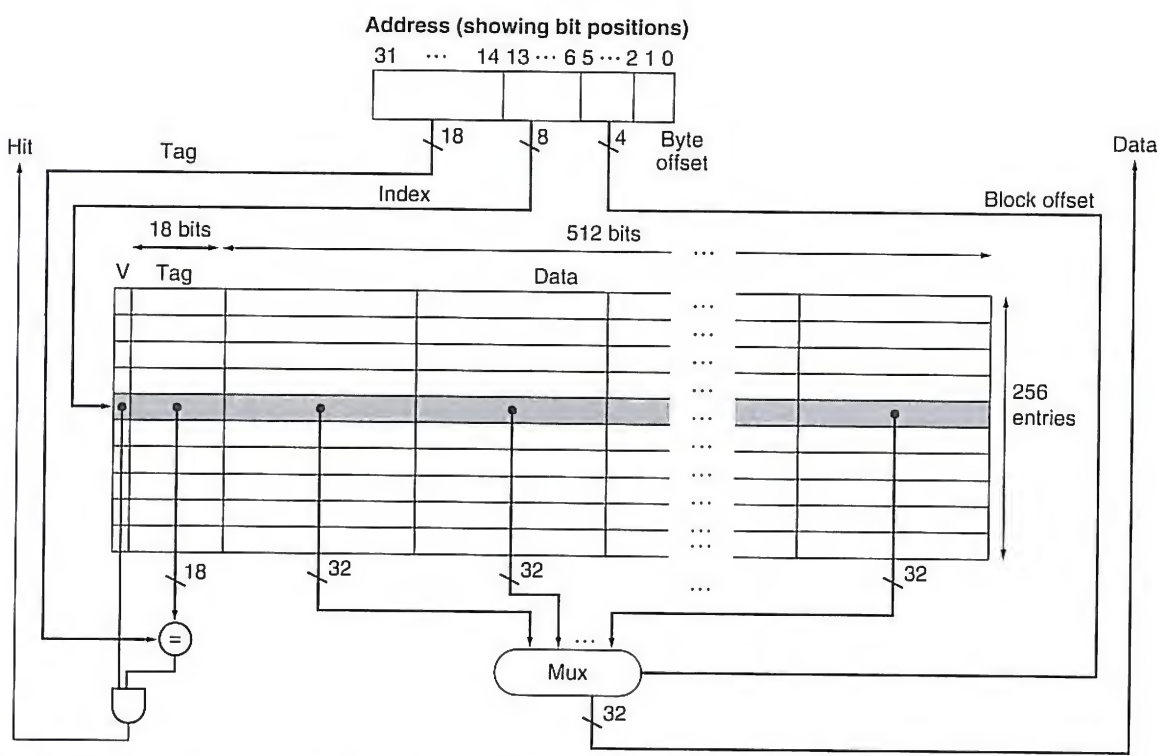 Address (showing bit positions)
31 ... 14 13 ... 6 5 ... 2 1 0
18
8
4
Byte
offset
Hit
Tag
Data
Index
Block offset
18 bits
512 bits
...
V
Tag
Data
...
...
...
...
...
256
entries
...
...
...
...
...
18
32
32
...
32
=
...
Mux
32